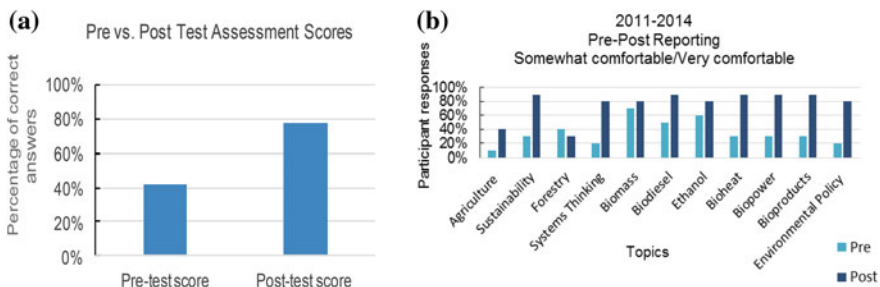 (a)
Pre vs. Post Test Assessment Scores
Percentage of correct
answers
100%
80%
60%
40%
20%
0%
Pre-test score
Post-test score
(b)
2011-2014
Pre-Post Reporting
Somewhat comfortable/Very comfortable
Participant responses
100%
80%
60%
40%
20%
0%
Agriculture
Sustainability
Forestry
Systems Thinking
Biomass
Biodiesel
Ethanol
Bioheat
Biopower
Bioproducts
Environmental Policy
Topics
Pre
Post